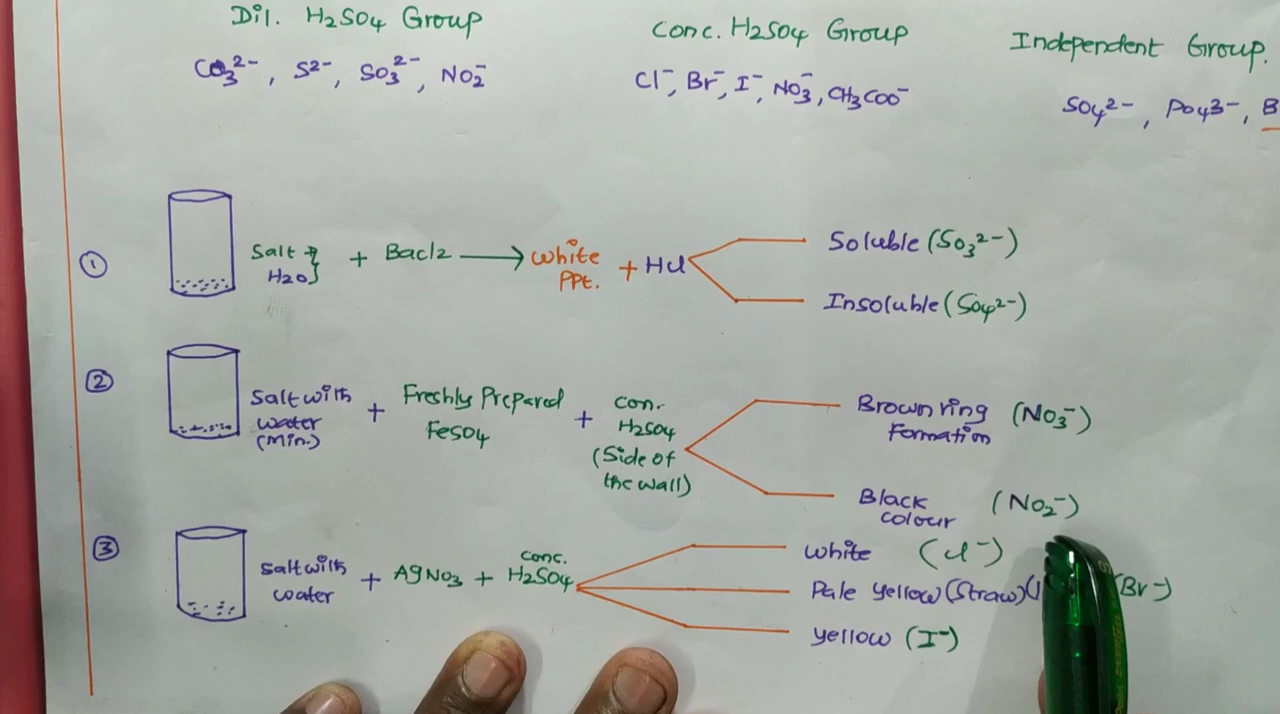 Dil. H2SO4 Group
CO3^2-, S^2-, SO3^2-, NO2^-
Conc. H2SO4 Group
Cl^-, Br^-, I^-, NO3^-, CH3COO^-
Independent Group.
SO4^2-, PO4^3-, B
① Salt + BaCl2 → White + HCl
H2O PPt.
Soluble (SO3^2-)
Insoluble (SO4^2-)
② Salt with + Freshly Prepared + Con.
water FeSO4 H2SO4
(Min.) (Side of
the wall)
Brown ring (NO3^-)
Formation
Black (NO2^-)
colour
③ Salt with + AgNO3 + Conc.
water H2SO4
White (Cl^-)
Pale yellow (Straw) (Br^-)
yellow (I^-)